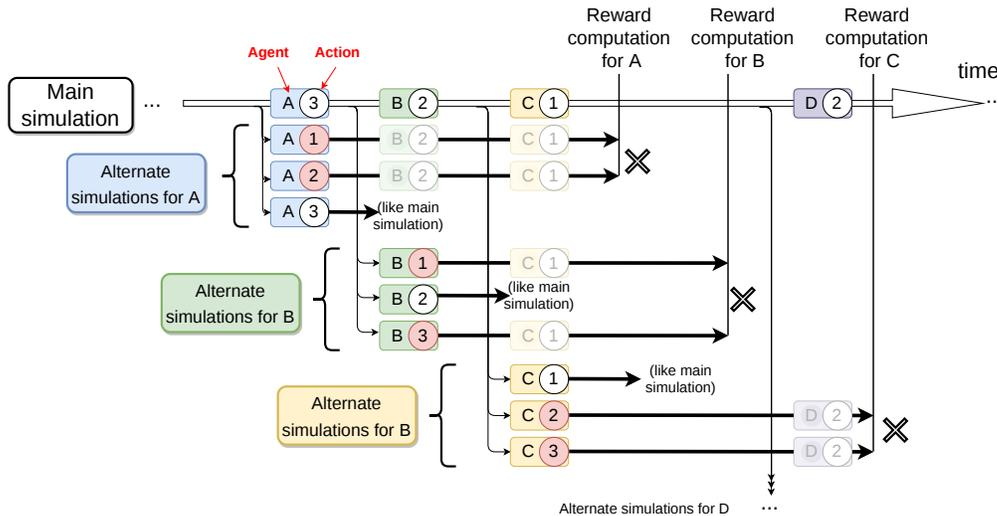 Reward computation for A
Reward computation for B
Reward computation for C
Agent
Action
time
Main simulation
...
A 3
B 2
C 1
D 2
...
A 1
B 2
C 1
A 2
B 2
C 1
Alternate simulations for A
A 3
(like main simulation)
B 1
C 1
Alternate simulations for B
B 2
(like main simulation)
B 3
C 1
C 1
(like main simulation)
Alternate simulations for B
C 2
D 2
C 3
D 2
Alternate simulations for D
...